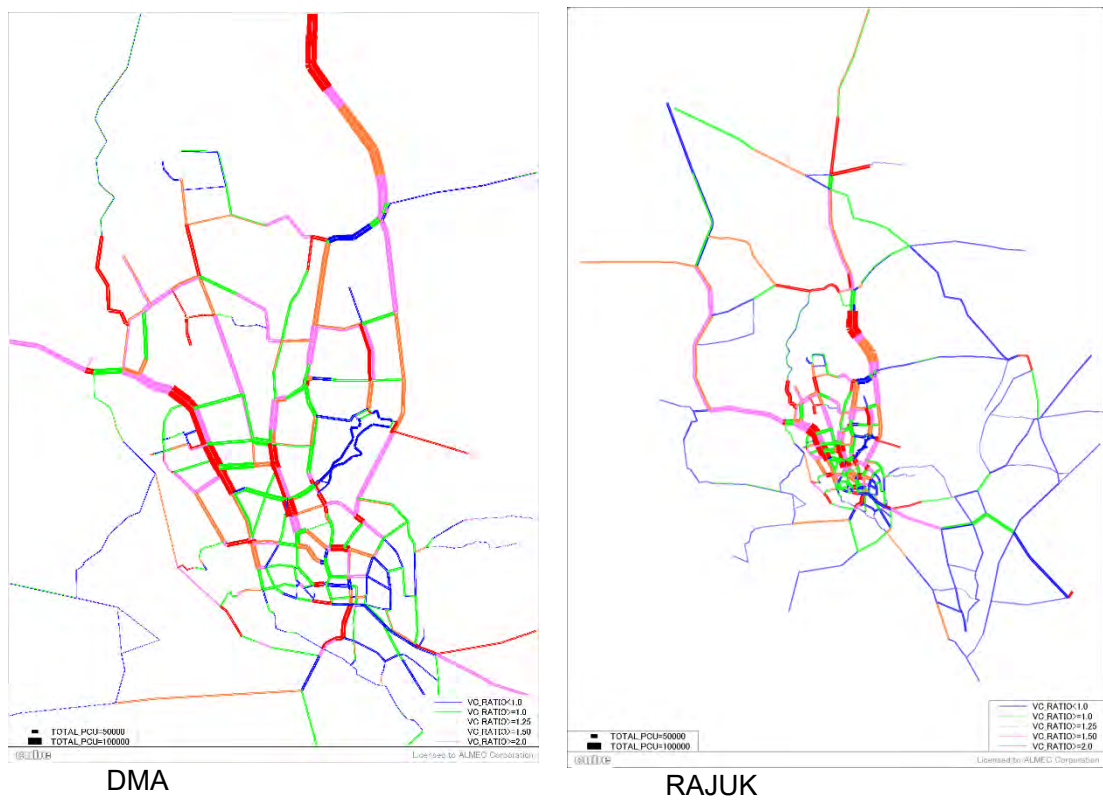 VC_RATIO<1.0
VC_RATIO>=1.0
VC_RATIO>=1.25
VC_RATIO>=1.50
VC_RATIO>=2.0
TOTAL_PCU=50000
TOTAL_PCU=100000
cube
Licensed to ALMEC Corporation
DMA
VC_RATIO<1.0
VC_RATIO>=1.0
VC_RATIO>=1.25
VC_RATIO>=1.50
VC_RATIO>=2.0
TOTAL_PCU=50000
TOTAL_PCU=100000
cube
Licensed to ALMEC Corporation
RAJUK